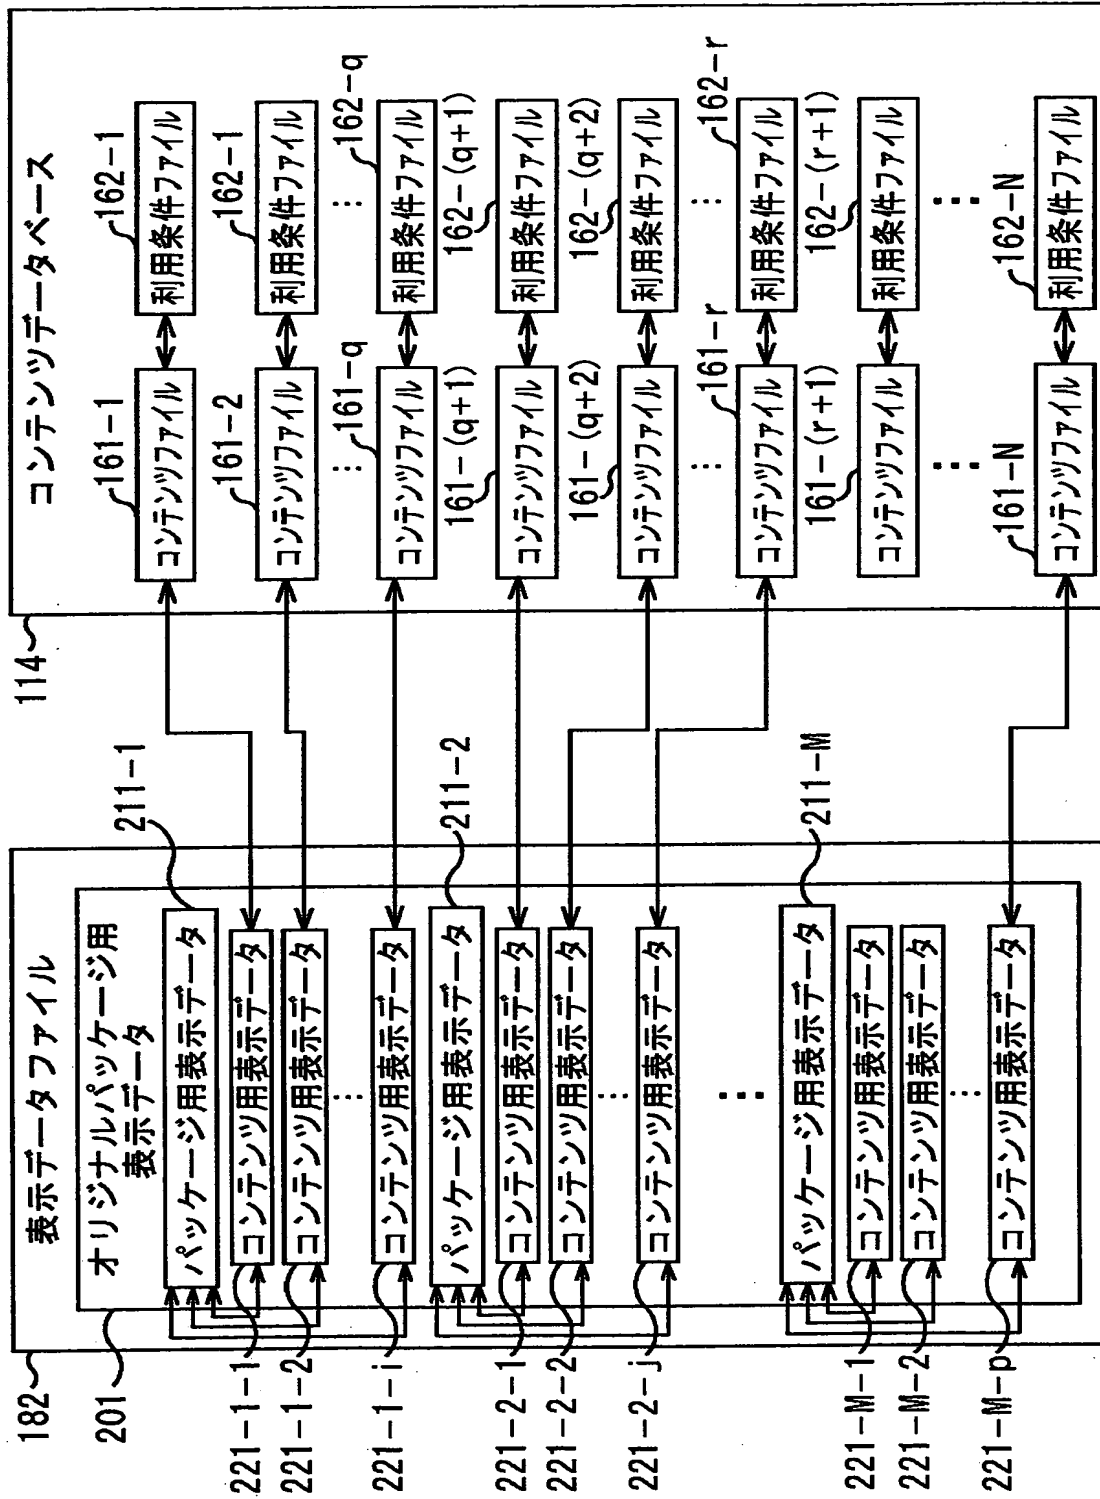 182
表示データファイル
201
オリジナルパッケージ用
表示データ
パッケージ用表示データ
211-1
221-1-1
コンテンツ用表示データ
221-1-2
コンテンツ用表示データ
⋯
221-1-i
コンテンツ用表示データ
パッケージ用表示データ
211-2
221-2-1
コンテンツ用表示データ
221-2-2
コンテンツ用表示データ
⋯
221-2-j
コンテンツ用表示データ
⋯
パッケージ用表示データ
211-M
221-M-1
コンテンツ用表示データ
221-M-2
コンテンツ用表示データ
⋯
221-M-p
コンテンツ用表示データ
114
コンテンツデータベース
161-1
162-1
コンテンツファイル
利用条件ファイル
161-2
162-1
コンテンツファイル
利用条件ファイル
⋯ 161-q
⋯ 162-q
コンテンツファイル
利用条件ファイル
161-(q+1)
162-(q+1)
コンテンツファイル
利用条件ファイル
161-(q+2)
162-(q+2)
コンテンツファイル
利用条件ファイル
⋯ 161-r
⋯ 162-r
コンテンツファイル
利用条件ファイル
161-(r+1)
162-(r+1)
コンテンツファイル
利用条件ファイル
⋯
⋯
161-N
162-N
コンテンツファイル
利用条件ファイル